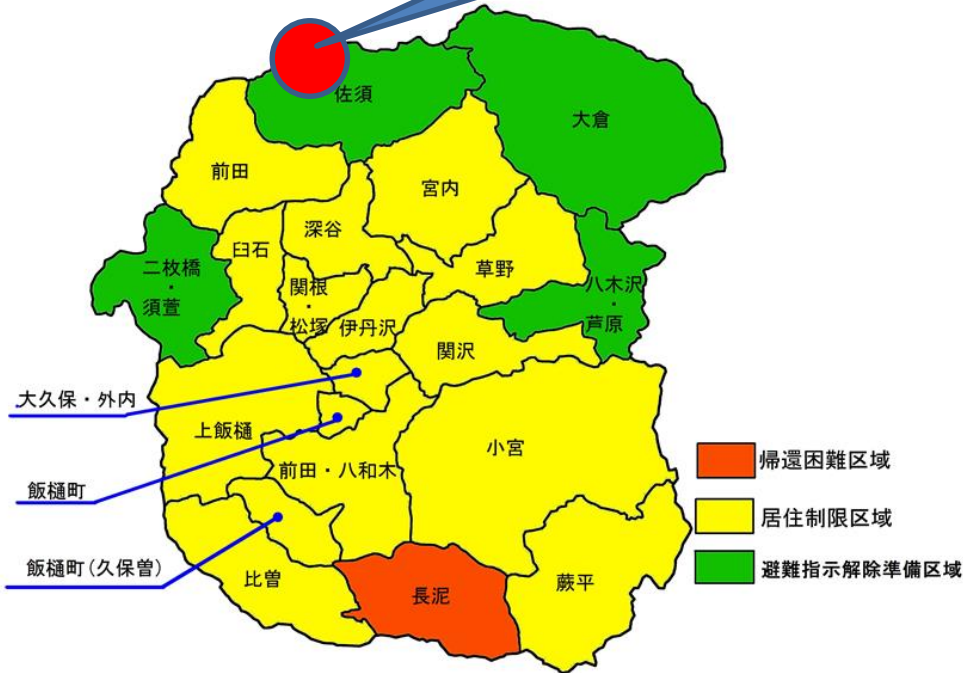 佐須
大倉
前田
宮内
深谷
臼石
草野
二枚橋
・
須萱
関根
・
松塚
八木沢
・
芦原
伊丹沢
関沢
大久保・外内
上飯樋
小宮
前田・八和木
帰還困難区域
飯樋町
居住制限区域
飯樋町(久保曽)
比曽
長泥
蕨平
避難指示解除準備区域